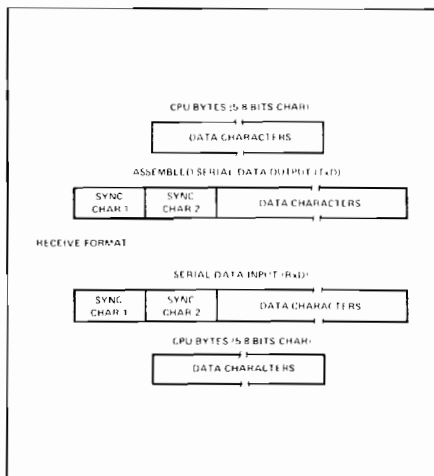 CPU BYTES (5-8 BITS CHAR)
DATA CHARACTERS
ASSEMBLED SERIAL DATA OUTPUT (TxD)
SYNC CHAR 1
SYNC CHAR 2
DATA CHARACTERS
RECEIVE FORMAT
SERIAL DATA INPUT (RxD)
SYNC CHAR 1
SYNC CHAR 2
DATA CHARACTERS
CPU BYTES (5-8 BITS CHAR)
DATA CHARACTERS